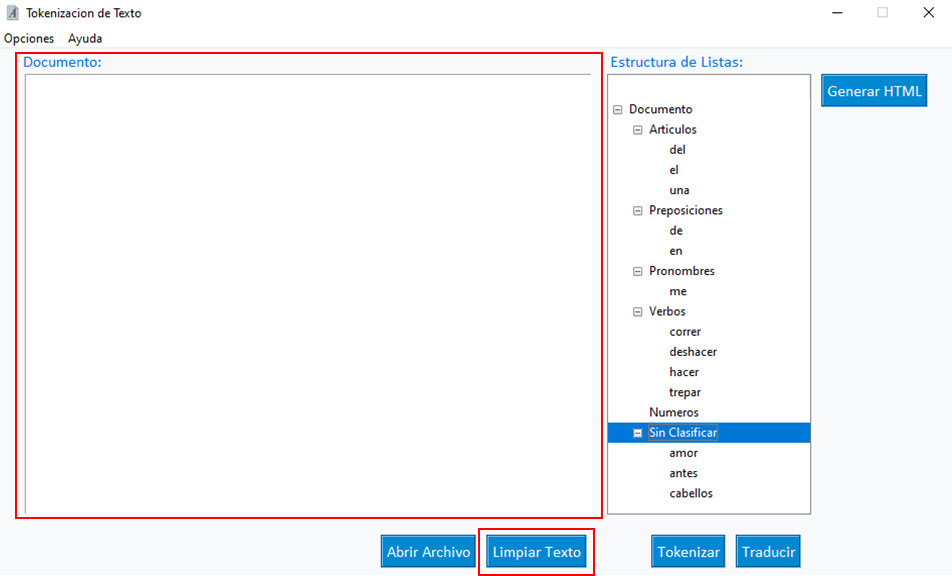 Tokenizacion de Texto
Opciones Ayuda
Documento:
Estructura de Listas:
Generar HTML
Documento
Articulos
del
el
una
Preposiciones
de
en
Pronombres
me
Verbos
correr
deshacer
hacer
trepar
Numeros
Sin Clasificar
amor
antes
cabellos
Abrir Archivo Limpiar Texto Tokenizar Traducir